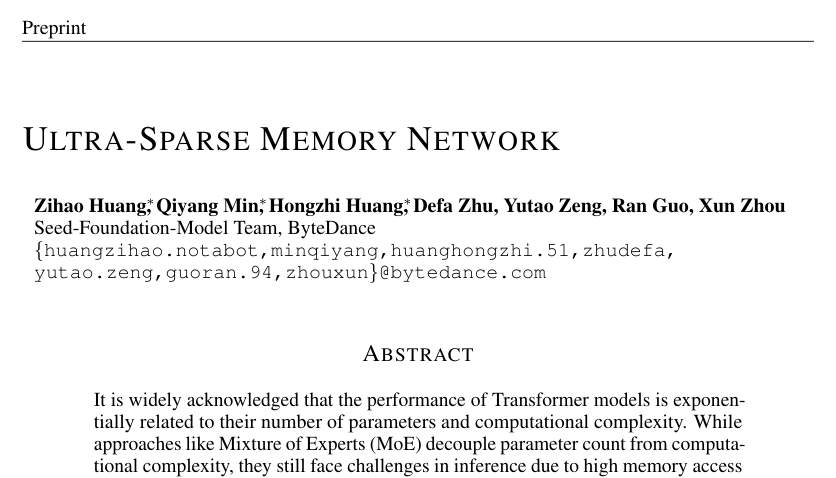 Preprint
ULTRA-SPARSE MEMORY NETWORK
Zihao Huang,* Qiyang Min,* Hongzhi Huang,* Defa Zhu, Yutao Zeng, Ran Guo, Xun Zhou
Seed-Foundation-Model Team, ByteDance
{huangzihao.notabot,minqiyang,huanghongzhi.51,zhudefa,
yutao.zeng,guoran.94,zhouxun}@bytedance.com
ABSTRACT
It is widely acknowledged that the performance of Transformer models is exponen-
tially related to their number of parameters and computational complexity. While
approaches like Mixture of Experts (MoE) decouple parameter count from computa-
tional complexity, they still face challenges in inference due to high memory access